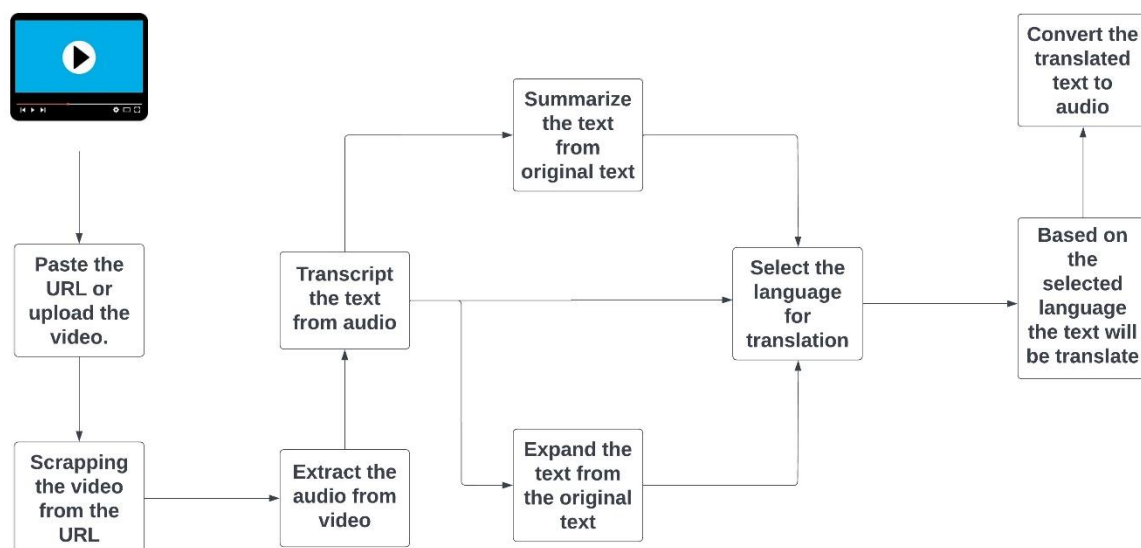 Paste the
URL or
upload the
video.
Scrapping
the video
from the
URL
Extract the
audio from
video
Transcript
the text
from audio
Summarize
the text
from
original text
Expand the
text from
the original
text
Select the
language
for
translation
Based on
the
selected
language
the text will
be translate
Convert the
translated
text to
audio